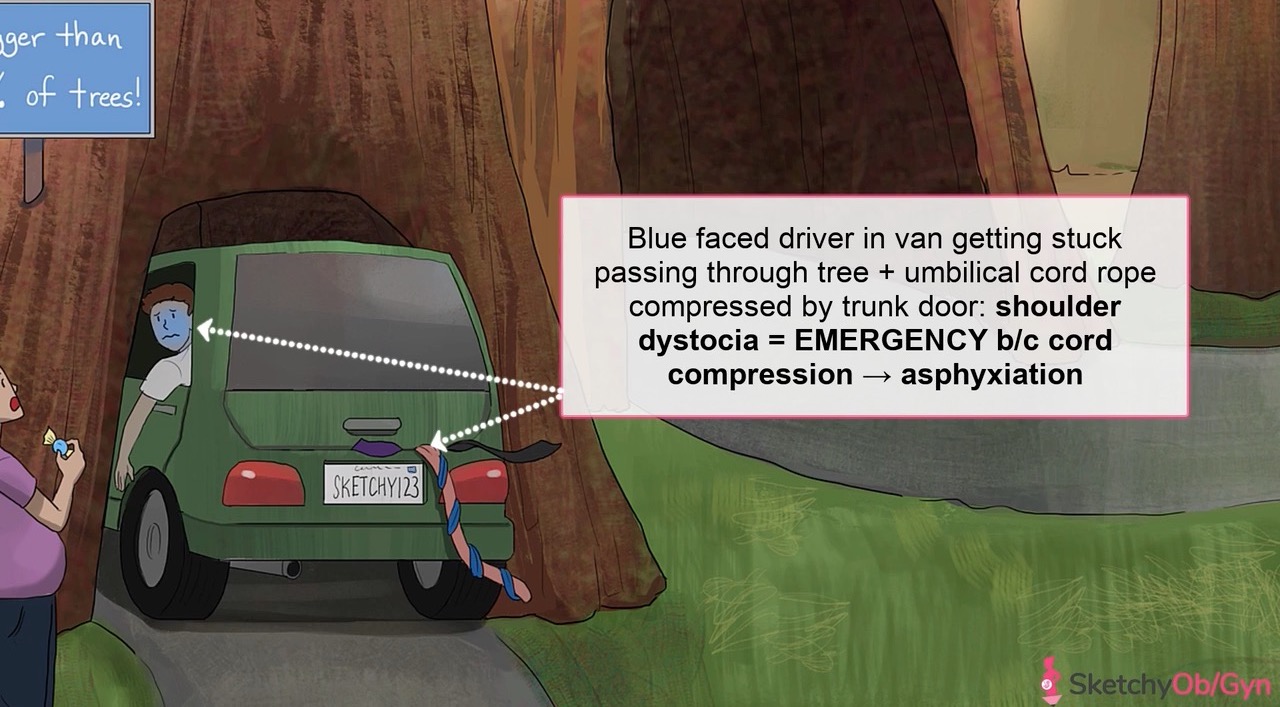 gger than
% of trees!
Blue faced driver in van getting stuck
passing through tree + umbilical cord rope
compressed by trunk door: shoulder
dystocia = EMERGENCY b/c cord
compression → asphyxiation
SKETCHY123
SketchyOb/Gyn